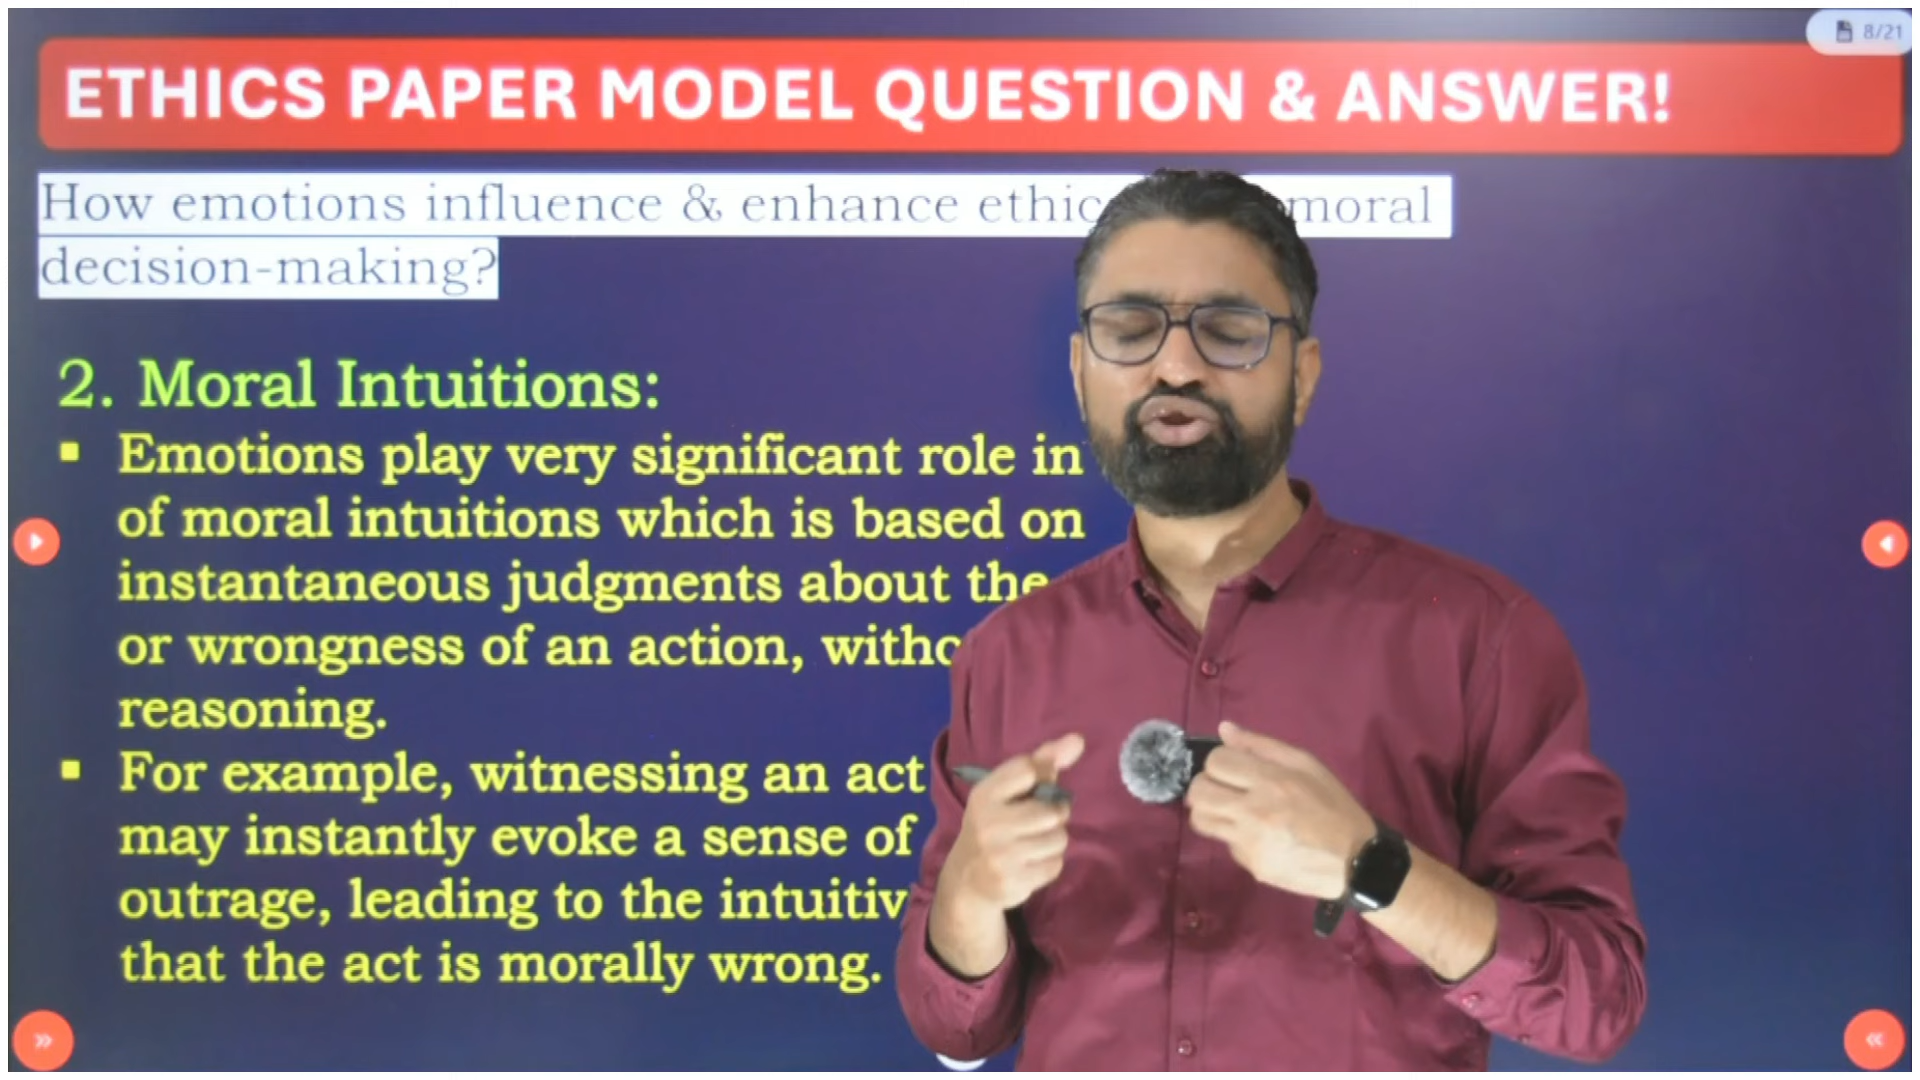 8/21
ETHICS PAPER MODEL QUESTION & ANSWER!
How emotions influence & enhance moral
decision-making?
2. Moral Intuitions:
▪ Emotions play very significant role in
of moral intuitions which is based on
instantaneous judgments about the
or wrongness of an action,
reasoning.
▪ For example, witnessing an act
may instantly evoke a sense of
outrage, leading to the
that the act is morally wrong.